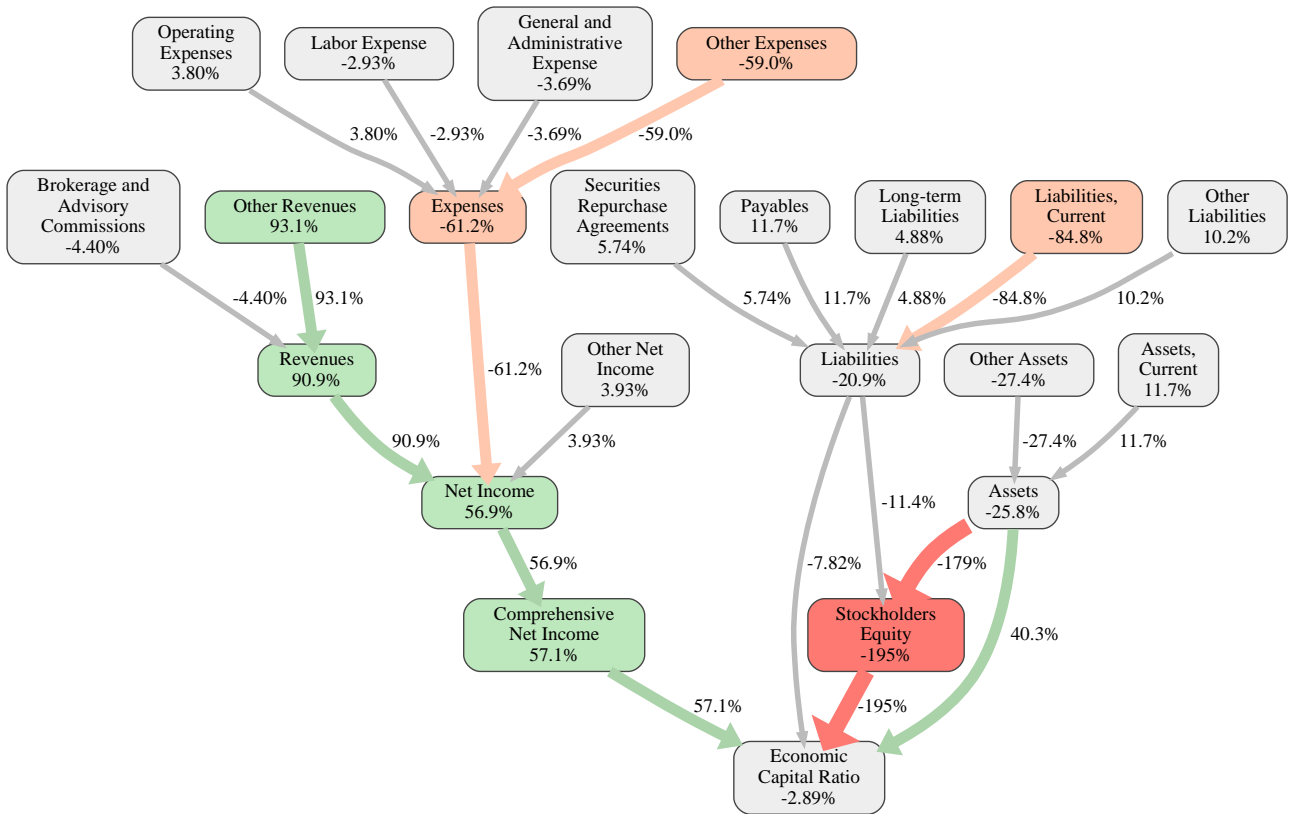 Operating
Expenses
3.80%
Labor Expense
-2.93%
General and
Administrative
Expense
-3.69%
Other Expenses
-59.0%
3.80%
-2.93%
-3.69%
-59.0%
Brokerage and
Advisory
Commissions
-4.40%
Other Revenues
93.1%
Expenses
-61.2%
Securities
Repurchase
Agreements
5.74%
Payables
11.7%
Long-term
Liabilities
4.88%
Liabilities,
Current
-84.8%
Other
Liabilities
10.2%
-4.40%
93.1%
5.74%
11.7%
4.88%
-84.8%
10.2%
Revenues
90.9%
-61.2%
Other Net
Income
3.93%
Liabilities
-20.9%
Other Assets
-27.4%
Assets,
Current
11.7%
90.9%
3.93%
-27.4%
11.7%
Net Income
56.9%
-11.4%
Assets
-25.8%
56.9%
-7.82%
-179%
Comprehensive
Net Income
57.1%
Stockholders
Equity
-195%
40.3%
57.1%
-195%
Economic
Capital Ratio
-2.89%